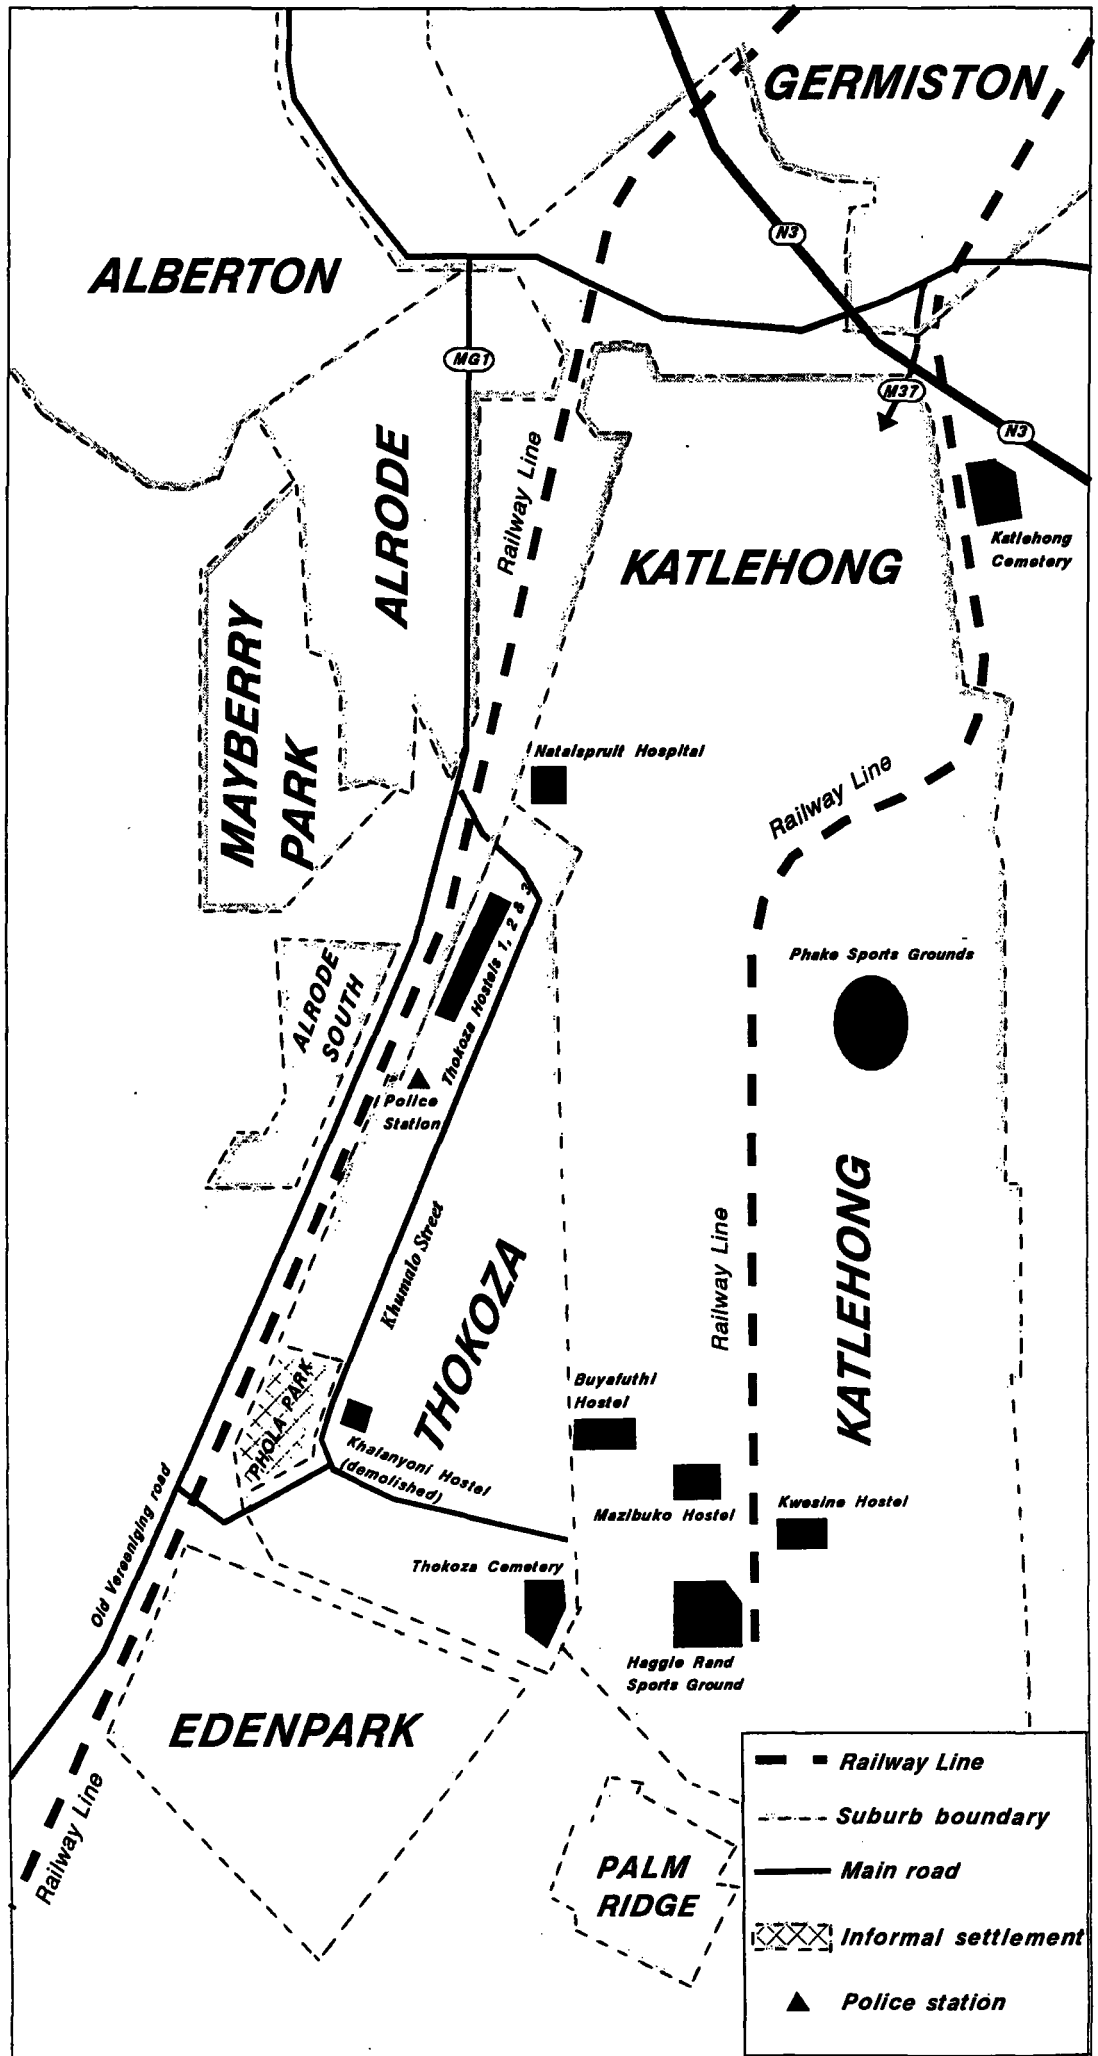 GERMISTON
N3
ALBERTON
MG1
M37
N3
ALRODE
Railway Line
KATLEHONG
Katlehong
Cemetery
MAYBERRY
PARK
Natalspruit Hospital
Railway Line
Thokoza Hostels 1, 2 & 3
ALRODE
SOUTH
Phake Sports Grounds
Police
Station
Khumalo Street
THOKOZA
Railway Line
KATLEHONG
PHOLA PARK
Buyafuthi
Hostel
Khalanyoni Hostel
(demolished)
Mazibuko Hostel
Kwesine Hostel
Old Vereeniging road
Thokoza Cemetery
Haggie Rand
Sports Ground
EDENPARK
Railway Line
PALM
RIDGE
Railway Line
Suburb boundary
Main road
Informal settlement
Police station